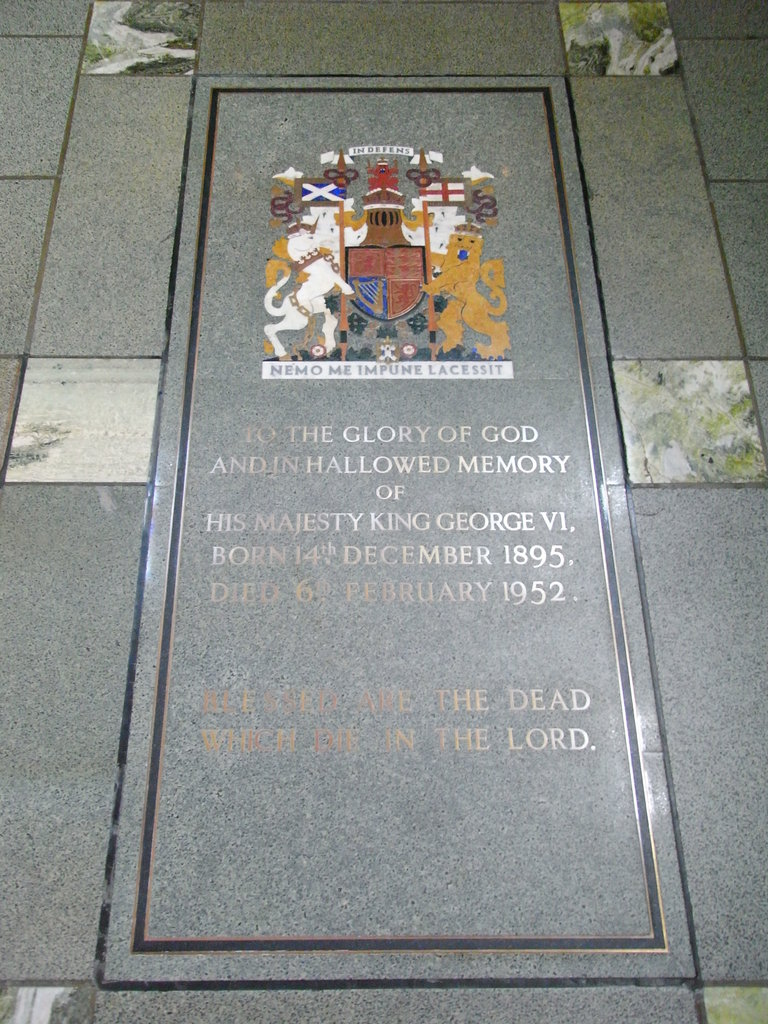 IN DEFENS
NEMO ME IMPUNE LACESSIT
TO THE GLORY OF GOD
AND IN HALLOWED MEMORY
OF
HIS MAJESTY KING GEORGE VI,
BORN 14th DECEMBER 1895,
DIED 6th FEBRUARY 1952.
BLESSED ARE THE DEAD
WHICH DIE IN THE LORD.